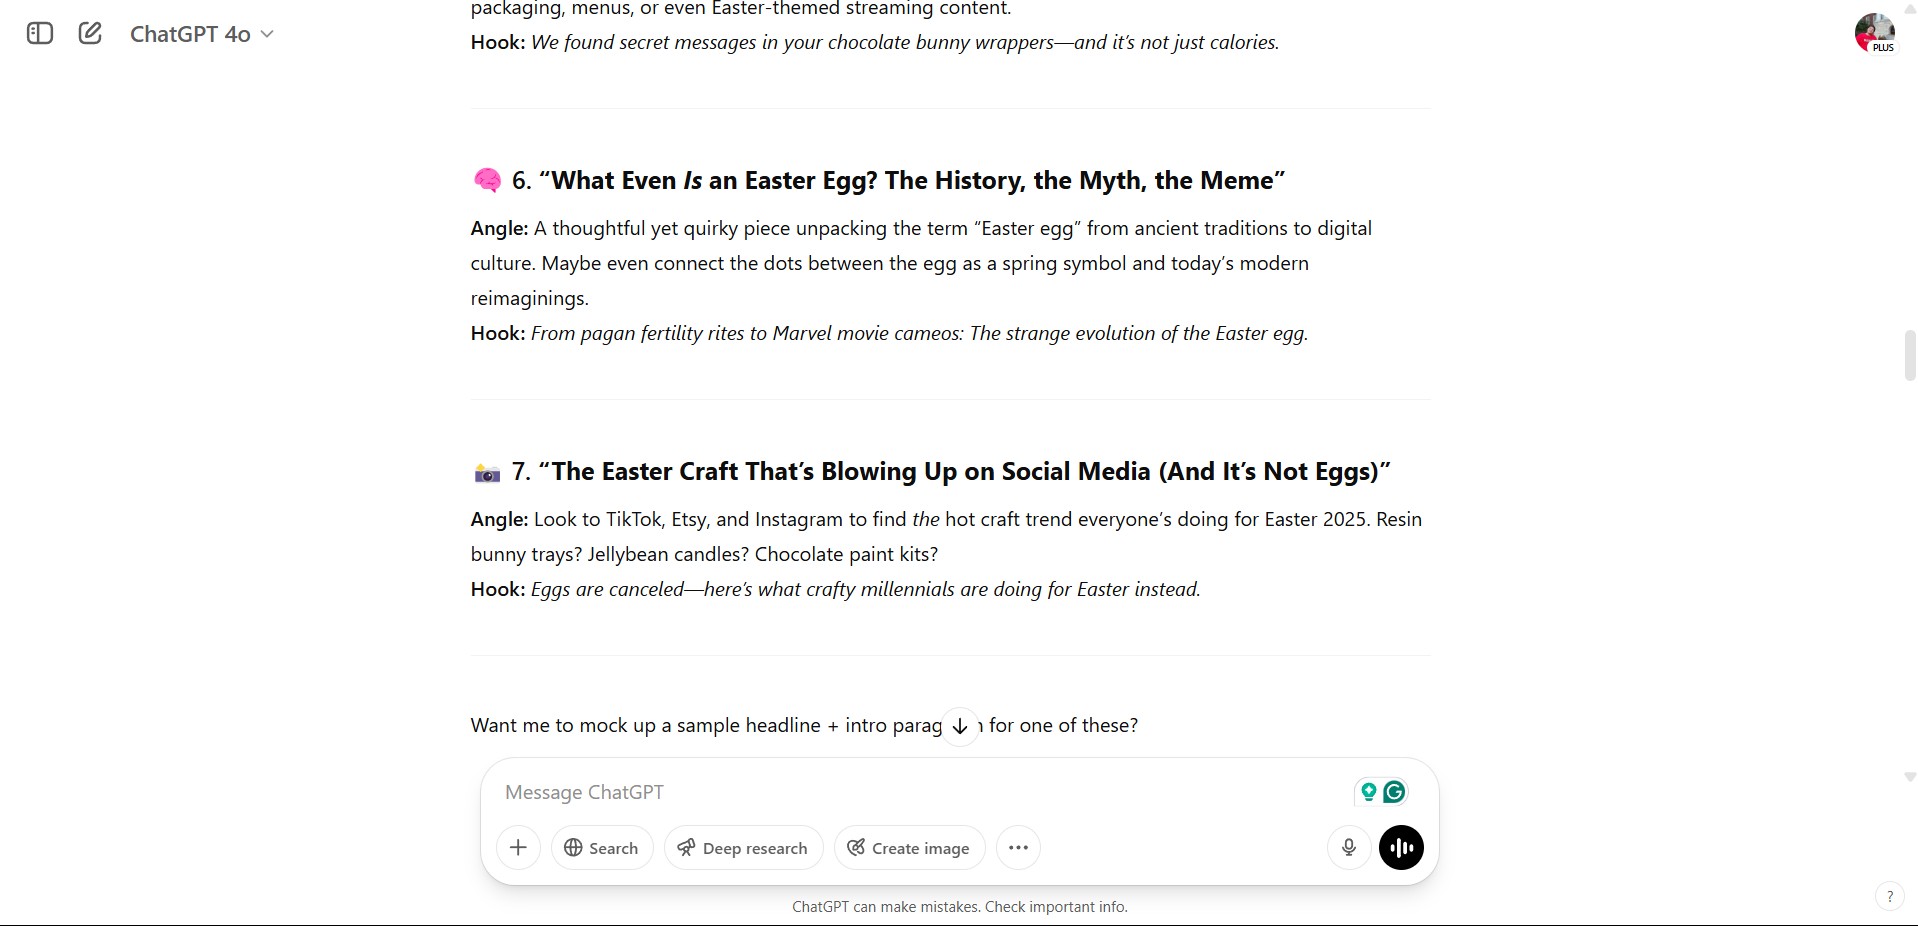 packaging, menus, or even Easter-themed streaming content.
ChatGPT 4o
Hook: We found secret messages in your chocolate bunny wrappers—and it's not just calories.
PLUS
6. “What Even Is an Easter Egg? The History, the Myth, the Meme”
Angle: A thoughtful yet quirky piece unpacking the term “Easter egg” from ancient traditions to digital
culture. Maybe even connect the dots between the egg as a spring symbol and today’s modern
reimaginings.
Hook: From pagan fertility rites to Marvel movie cameos: The strange evolution of the Easter egg.
7. “The Easter Craft That’s Blowing Up on Social Media (And It’s Not Eggs)”
Angle: Look to TikTok, Etsy, and Instagram to find the hot craft trend everyone’s doing for Easter 2025. Resin
bunny trays? Jellybean candles? Chocolate paint kits?
Hook: Eggs are canceled—here’s what crafty millennials are doing for Easter instead.
Want me to mock up a sample headline + intro for one of these?
Message ChatGPT
Search Deep research Create image
ChatGPT can make mistakes. Check important info.
?